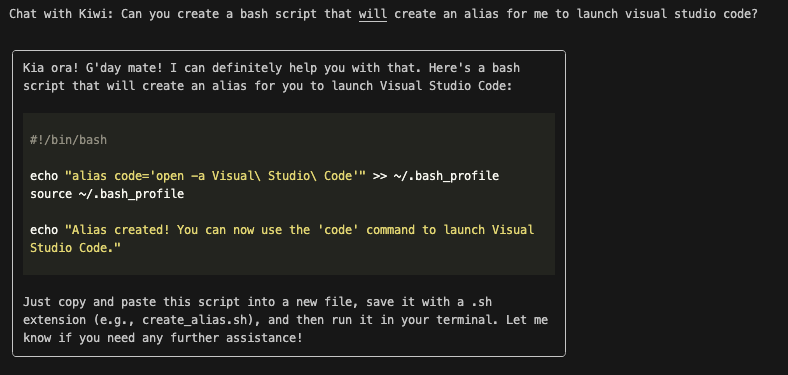 Chat with Kiwi: Can you create a bash script that will create an alias for me to launch visual studio code?
Kia ora! G'day mate! I can definitely help you with that. Here's a bash
script that will create an alias for you to launch Visual Studio Code:
#!/bin/bash
echo "alias code='open -a Visual\ Studio\ Code'" >> ~/.bash_profile
source ~/.bash_profile
echo "Alias created! You can now use the 'code' command to launch Visual
Studio Code."
Just copy and paste this script into a new file, save it with a .sh
extension (e.g., create_alias.sh), and then run it in your terminal. Let me
know if you need any further assistance!